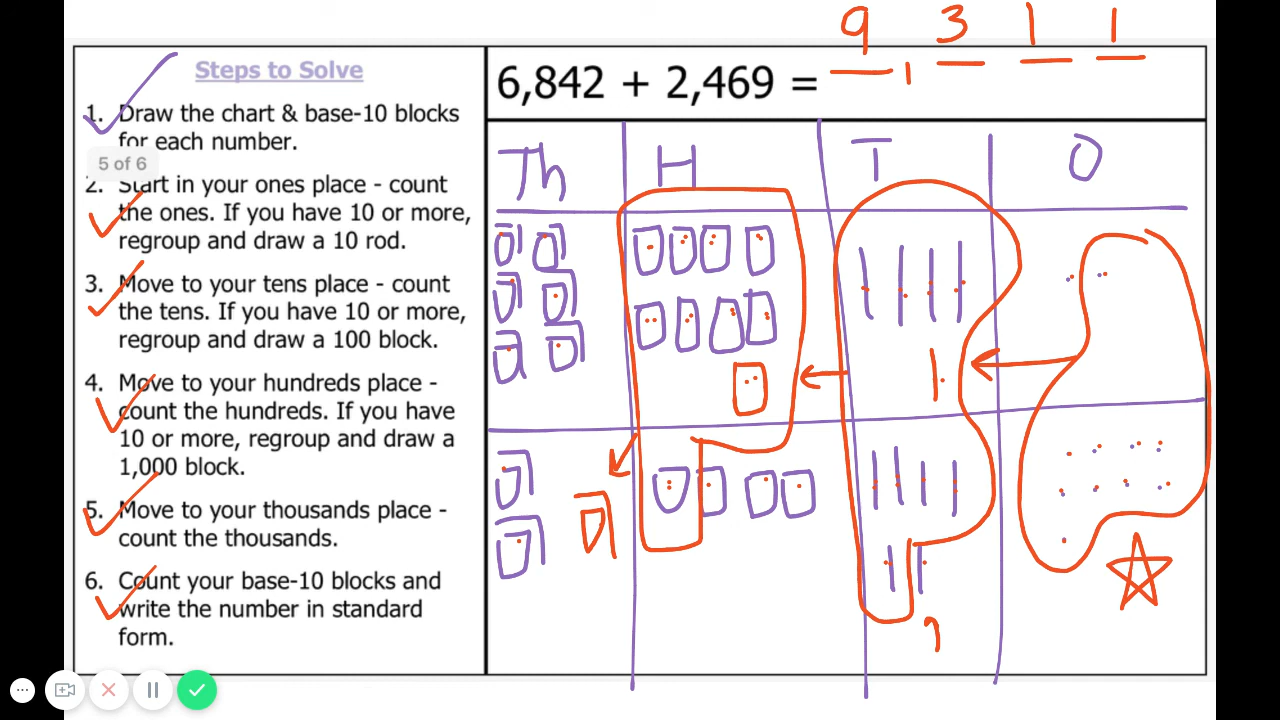 9 3 1 1
Steps to Solve
6,842 + 2,469 = ,
1. Draw the chart & base-10 blocks
for each number.
5 of 6
2. Start in your ones place - count
the ones. If you have 10 or more,
regroup and draw a 10 rod.
3. Move to your tens place - count
the tens. If you have 10 or more,
regroup and draw a 100 block.
4. Move to your hundreds place -
count the hundreds. If you have
10 or more, regroup and draw a
1,000 block.
5. Move to your thousands place -
count the thousands.
6. Count your base-10 blocks and
write the number in standard
form.
Th H T O